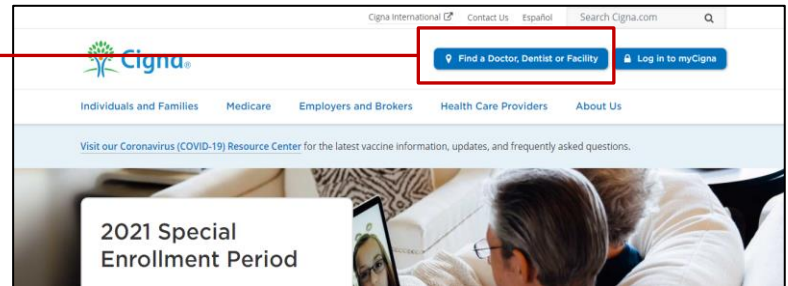 Cigna International Contact Us Español Search Cigna.com
Cigna®
Find a Doctor, Dentist or Facility
Log in to myCigna
Individuals and Families Medicare Employers and Brokers Health Care Providers About Us
Visit our Coronavirus (COVID-19) Resource Center for the latest vaccine information, updates, and frequently asked questions.
2021 Special
Enrollment Period